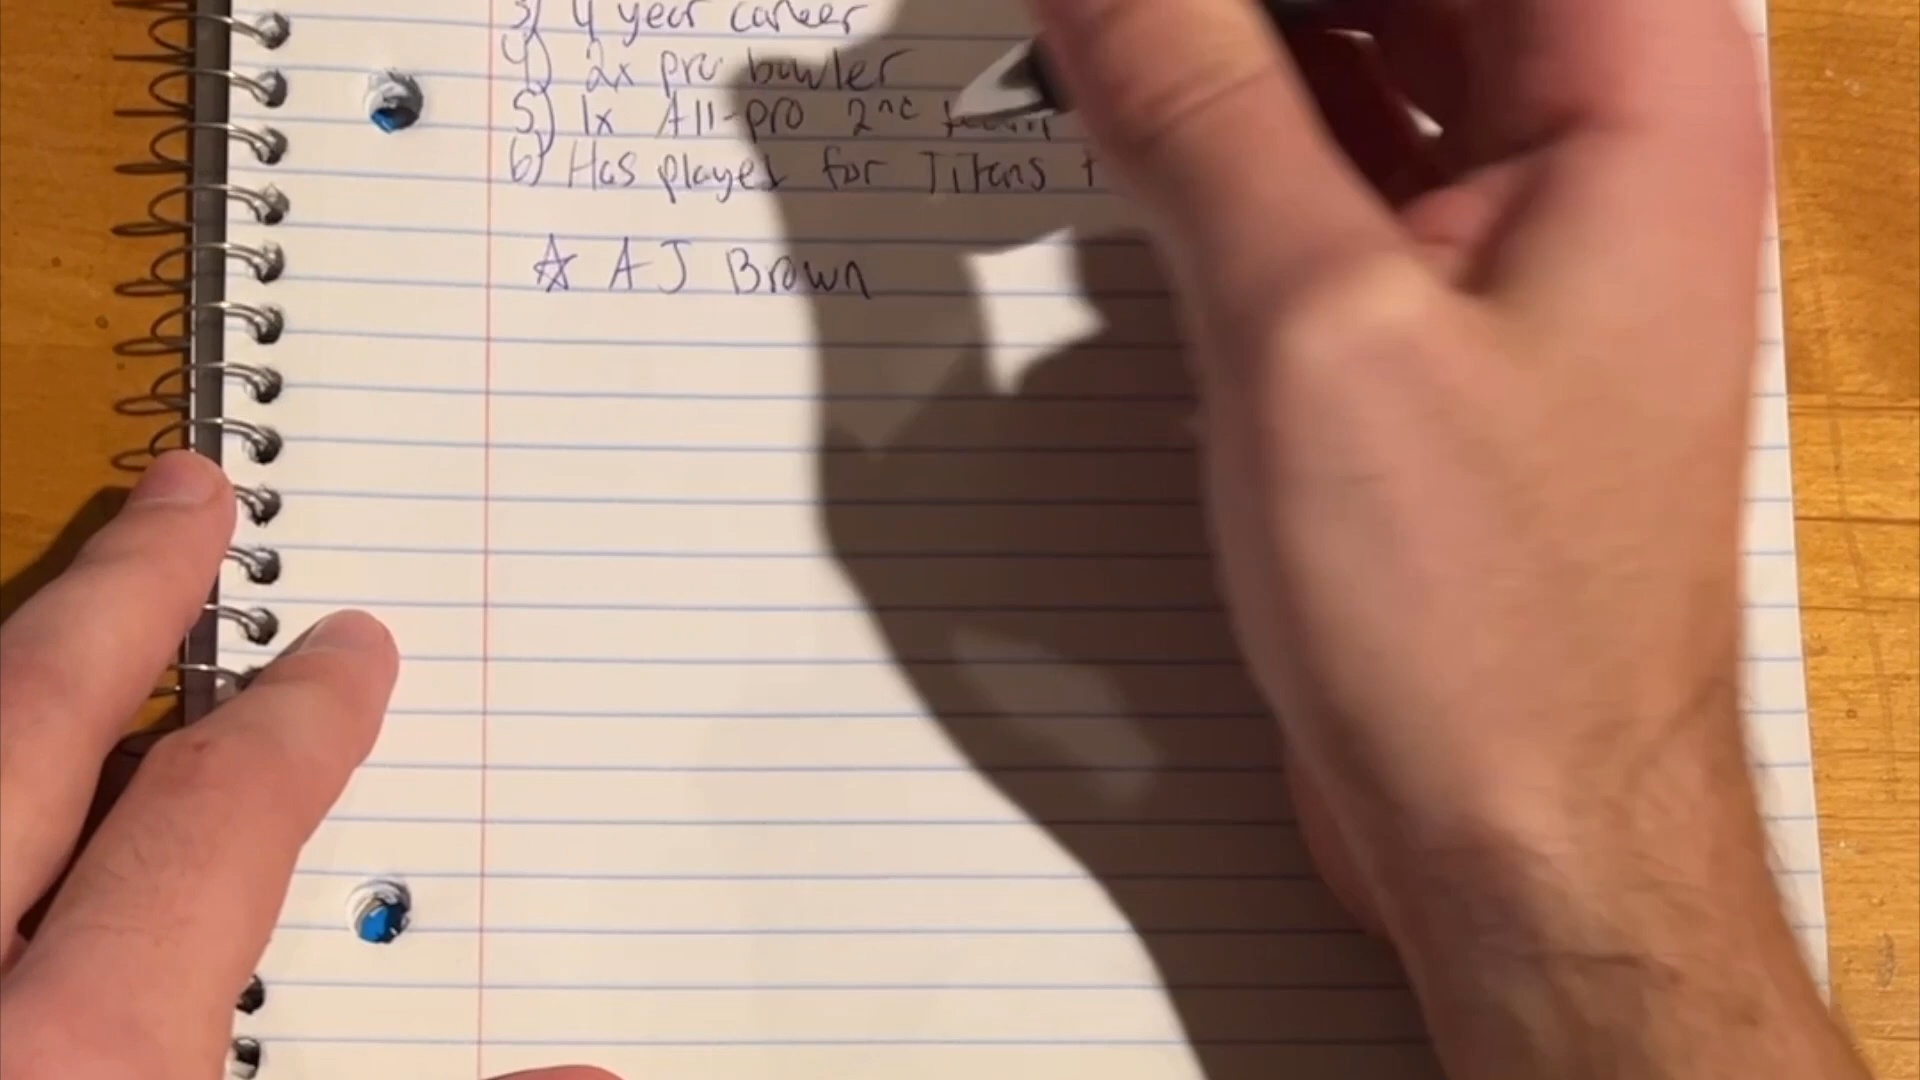 3) 4 year career
4) 2x pro bowler
5) 1x All-pro 2nd team
6) Has played for Titans +
☆ AJ Brown